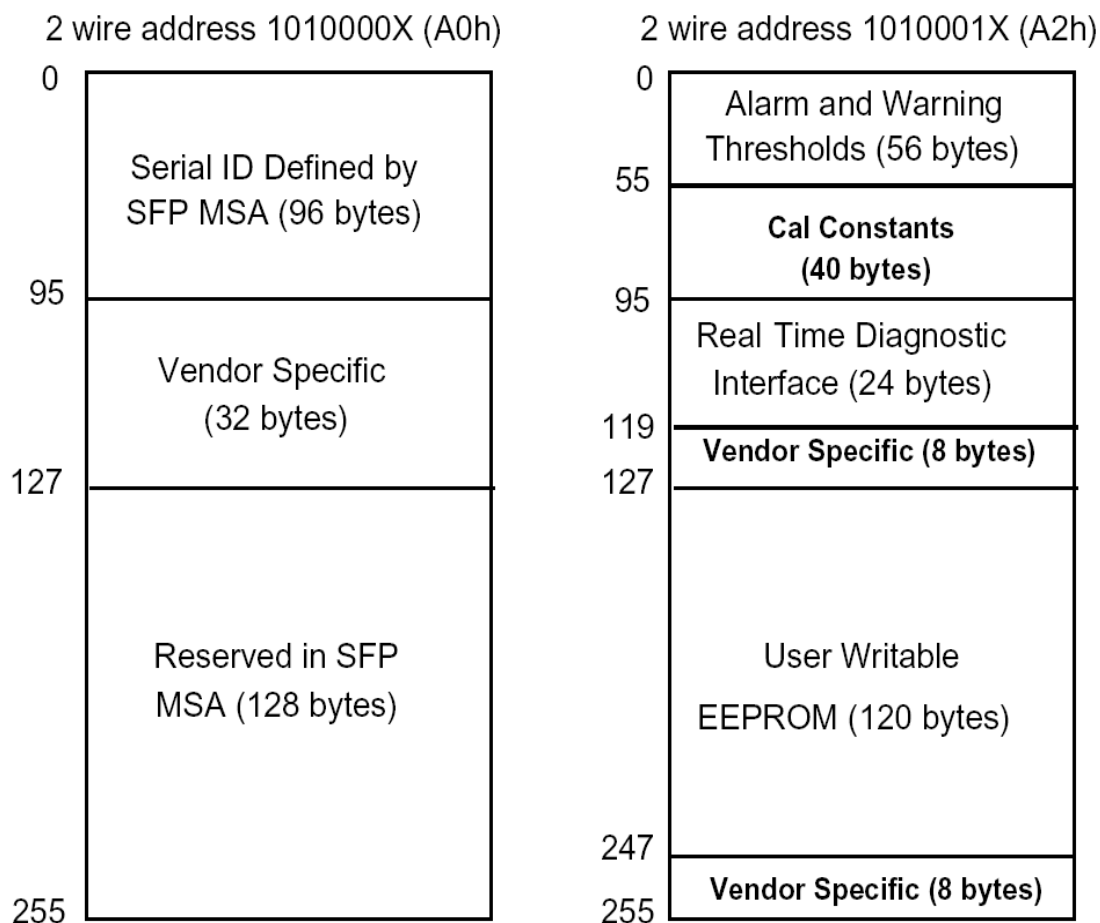 2 wire address 1010000X (A0h)
0
Serial ID Defined by
SFP MSA (96 bytes)
95
Vendor Specific
(32 bytes)
127
Reserved in SFP
MSA (128 bytes)
255
2 wire address 1010001X (A2h)
0
Alarm and Warning
Thresholds (56 bytes)
55
Cal Constants
(40 bytes)
95
Real Time Diagnostic
Interface (24 bytes)
119
Vendor Specific (8 bytes)
127
User Writable
EEPROM (120 bytes)
247
Vendor Specific (8 bytes)
255